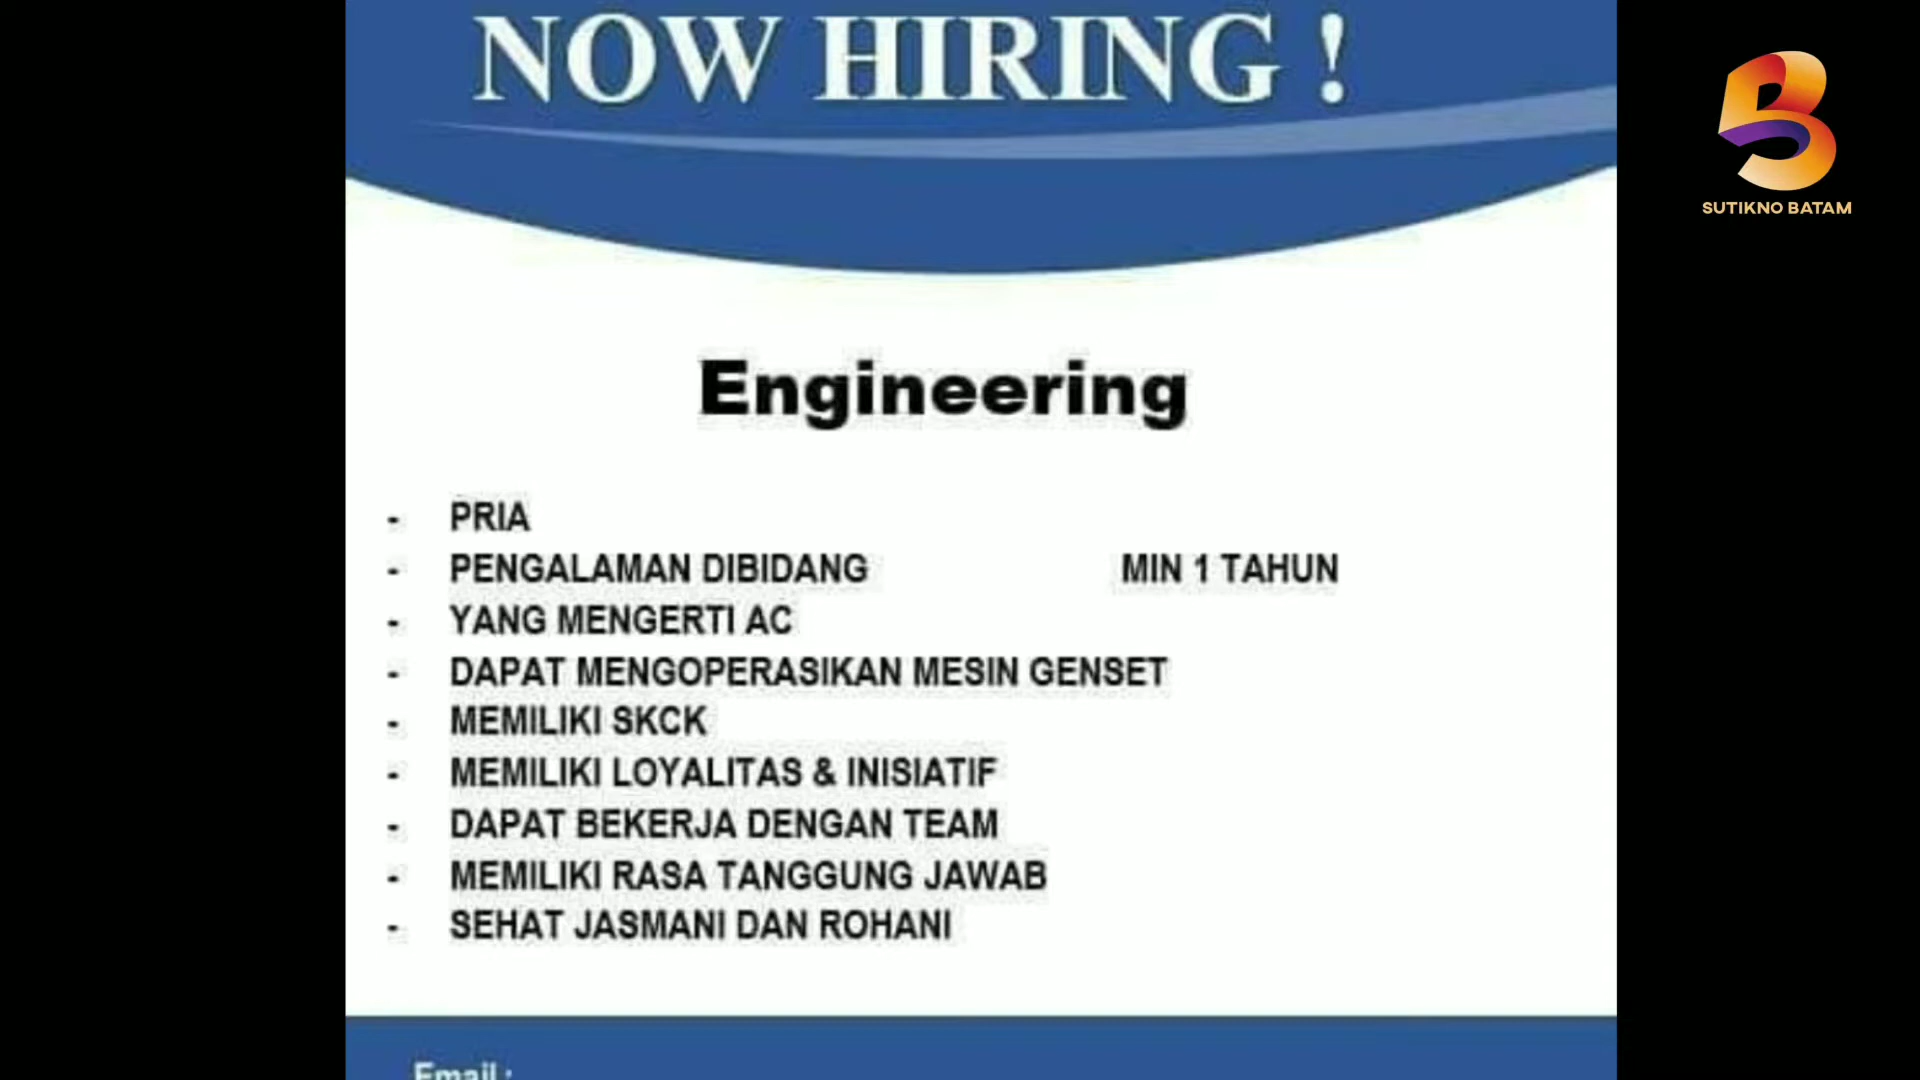 NOW HIRING !
SUTIKNO BATAM
Engineering
- PRIA
- PENGALAMAN DIBIDANG MIN 1 TAHUN
- YANG MENGERTI AC
- DAPAT MENGOPERASIKAN MESIN GENSET
- MEMILIKI SKCK
- MEMILIKI LOYALITAS & INISIATIF
- DAPAT BEKERJA DENGAN TEAM
- MEMILIKI RASA TANGGUNG JAWAB
- SEHAT JASMANI DAN ROHANI
Email :